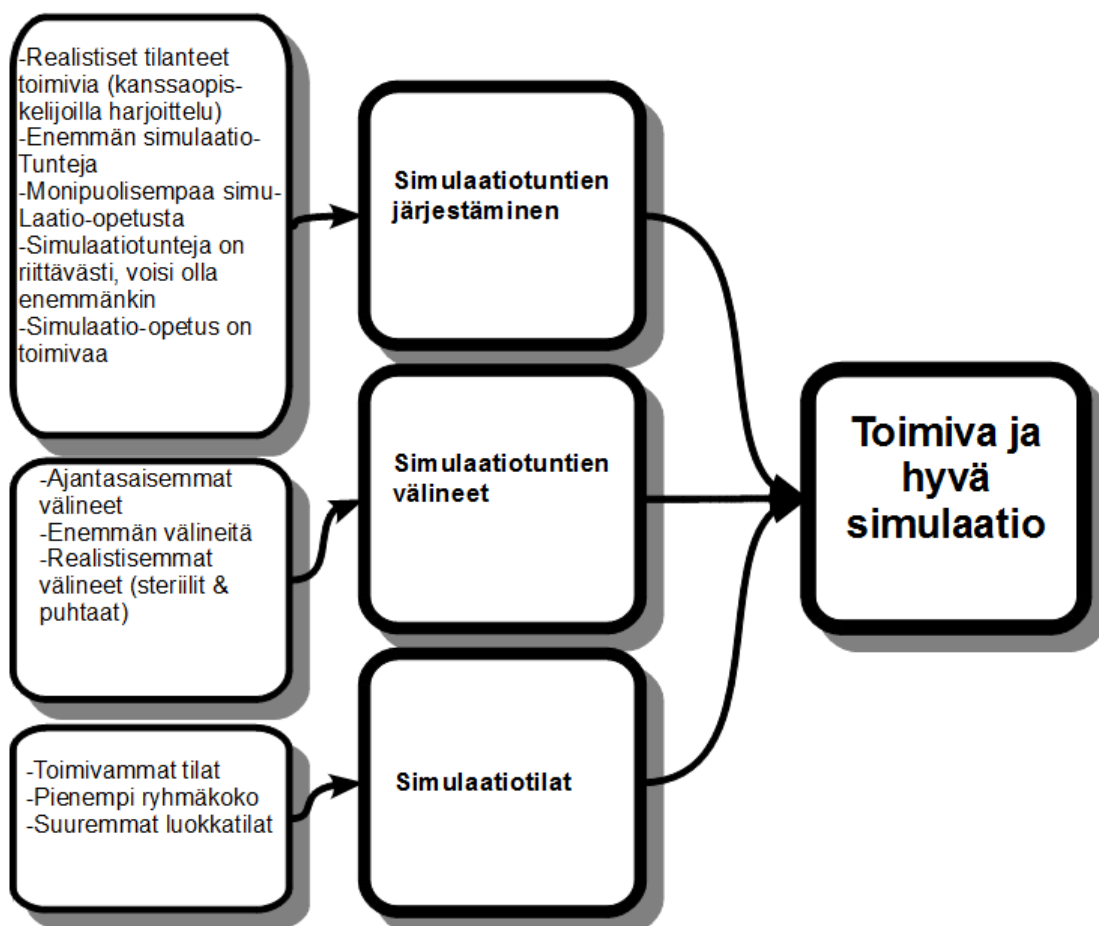 -Realistiset tilanteet
toimivia (kanssaopis-
kelijoilla harjoittelu)
-Enemmän simulaatio-
Tunteja
-Monipuolisempaa simu-
Laatio-opetusta
-Simulaatiotunteja on
riittävästi, voisi olla
enemmänkin
-Simulaatio-opetus on
toimivaa
Simulaatiotuntien
järjestäminen
-Ajantasaisemmat
välineet
-Enemmän välineitä
-Realistisemmat
välineet (steriilit &
puhtaat)
Simulaatiotuntien
välineet
-Toimivammat tilat
-Pienempi ryhmäkoko
-Suuremmat luokkatilat
Simulaatiotilat
Toimiva ja
hyvä
simulaatio